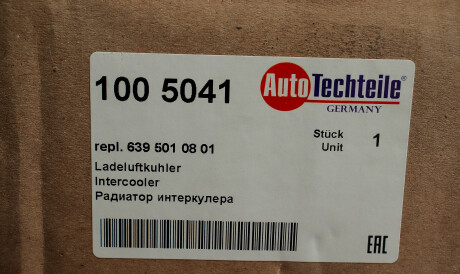 100 5041
AutoTechteile®
GERMANY
repl. 639 501 08 01
Stück
Unit
1
Ladeluftkuhler
Intercooler
Радиатор интеркулера
EAC